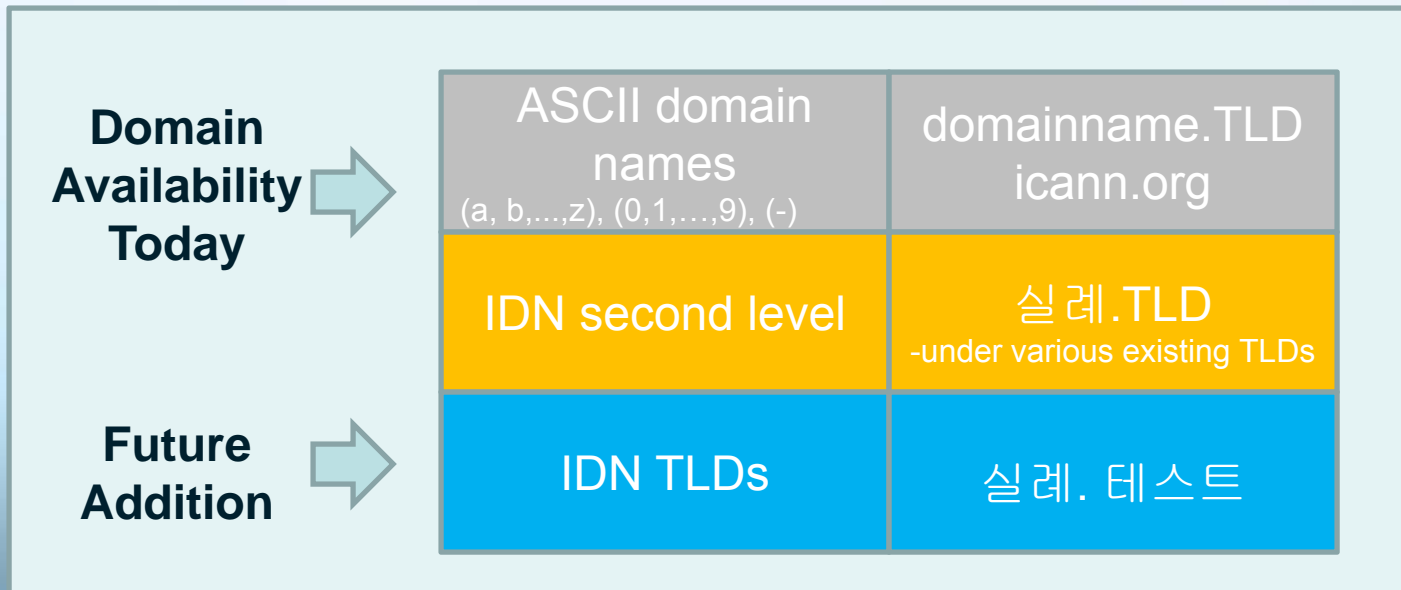 Domain
Availability
Today
ASCII domain
names
(a, b,...,z), (0,1,...,9), (-)
domainname.TLD
icann.org
IDN second level
실례.TLD
-under various existing TLDs
Future
Addition
IDN TLDs
실례. 테스트